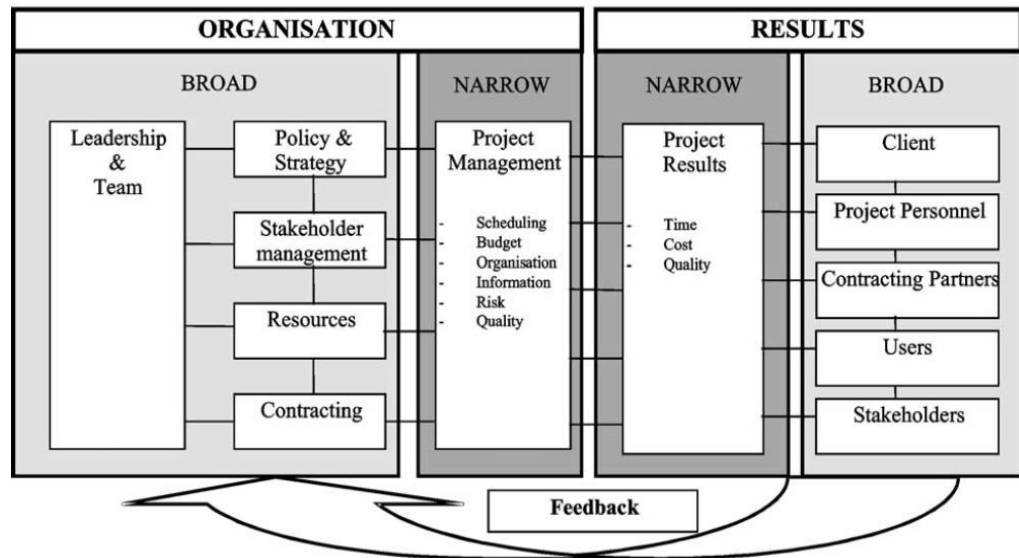 ORGANISATION
RESULTS
BROAD
NARROW
NARROW
BROAD
Leadership
&
Team
Policy &
Strategy
Stakeholder
management
Resources
Contracting
Project
Management
- Scheduling
- Budget
- Organisation
- Information
- Risk
- Quality
Project
Results
- Time
- Cost
- Quality
Client
Project Personnel
Contracting Partners
Users
Stakeholders
Feedback